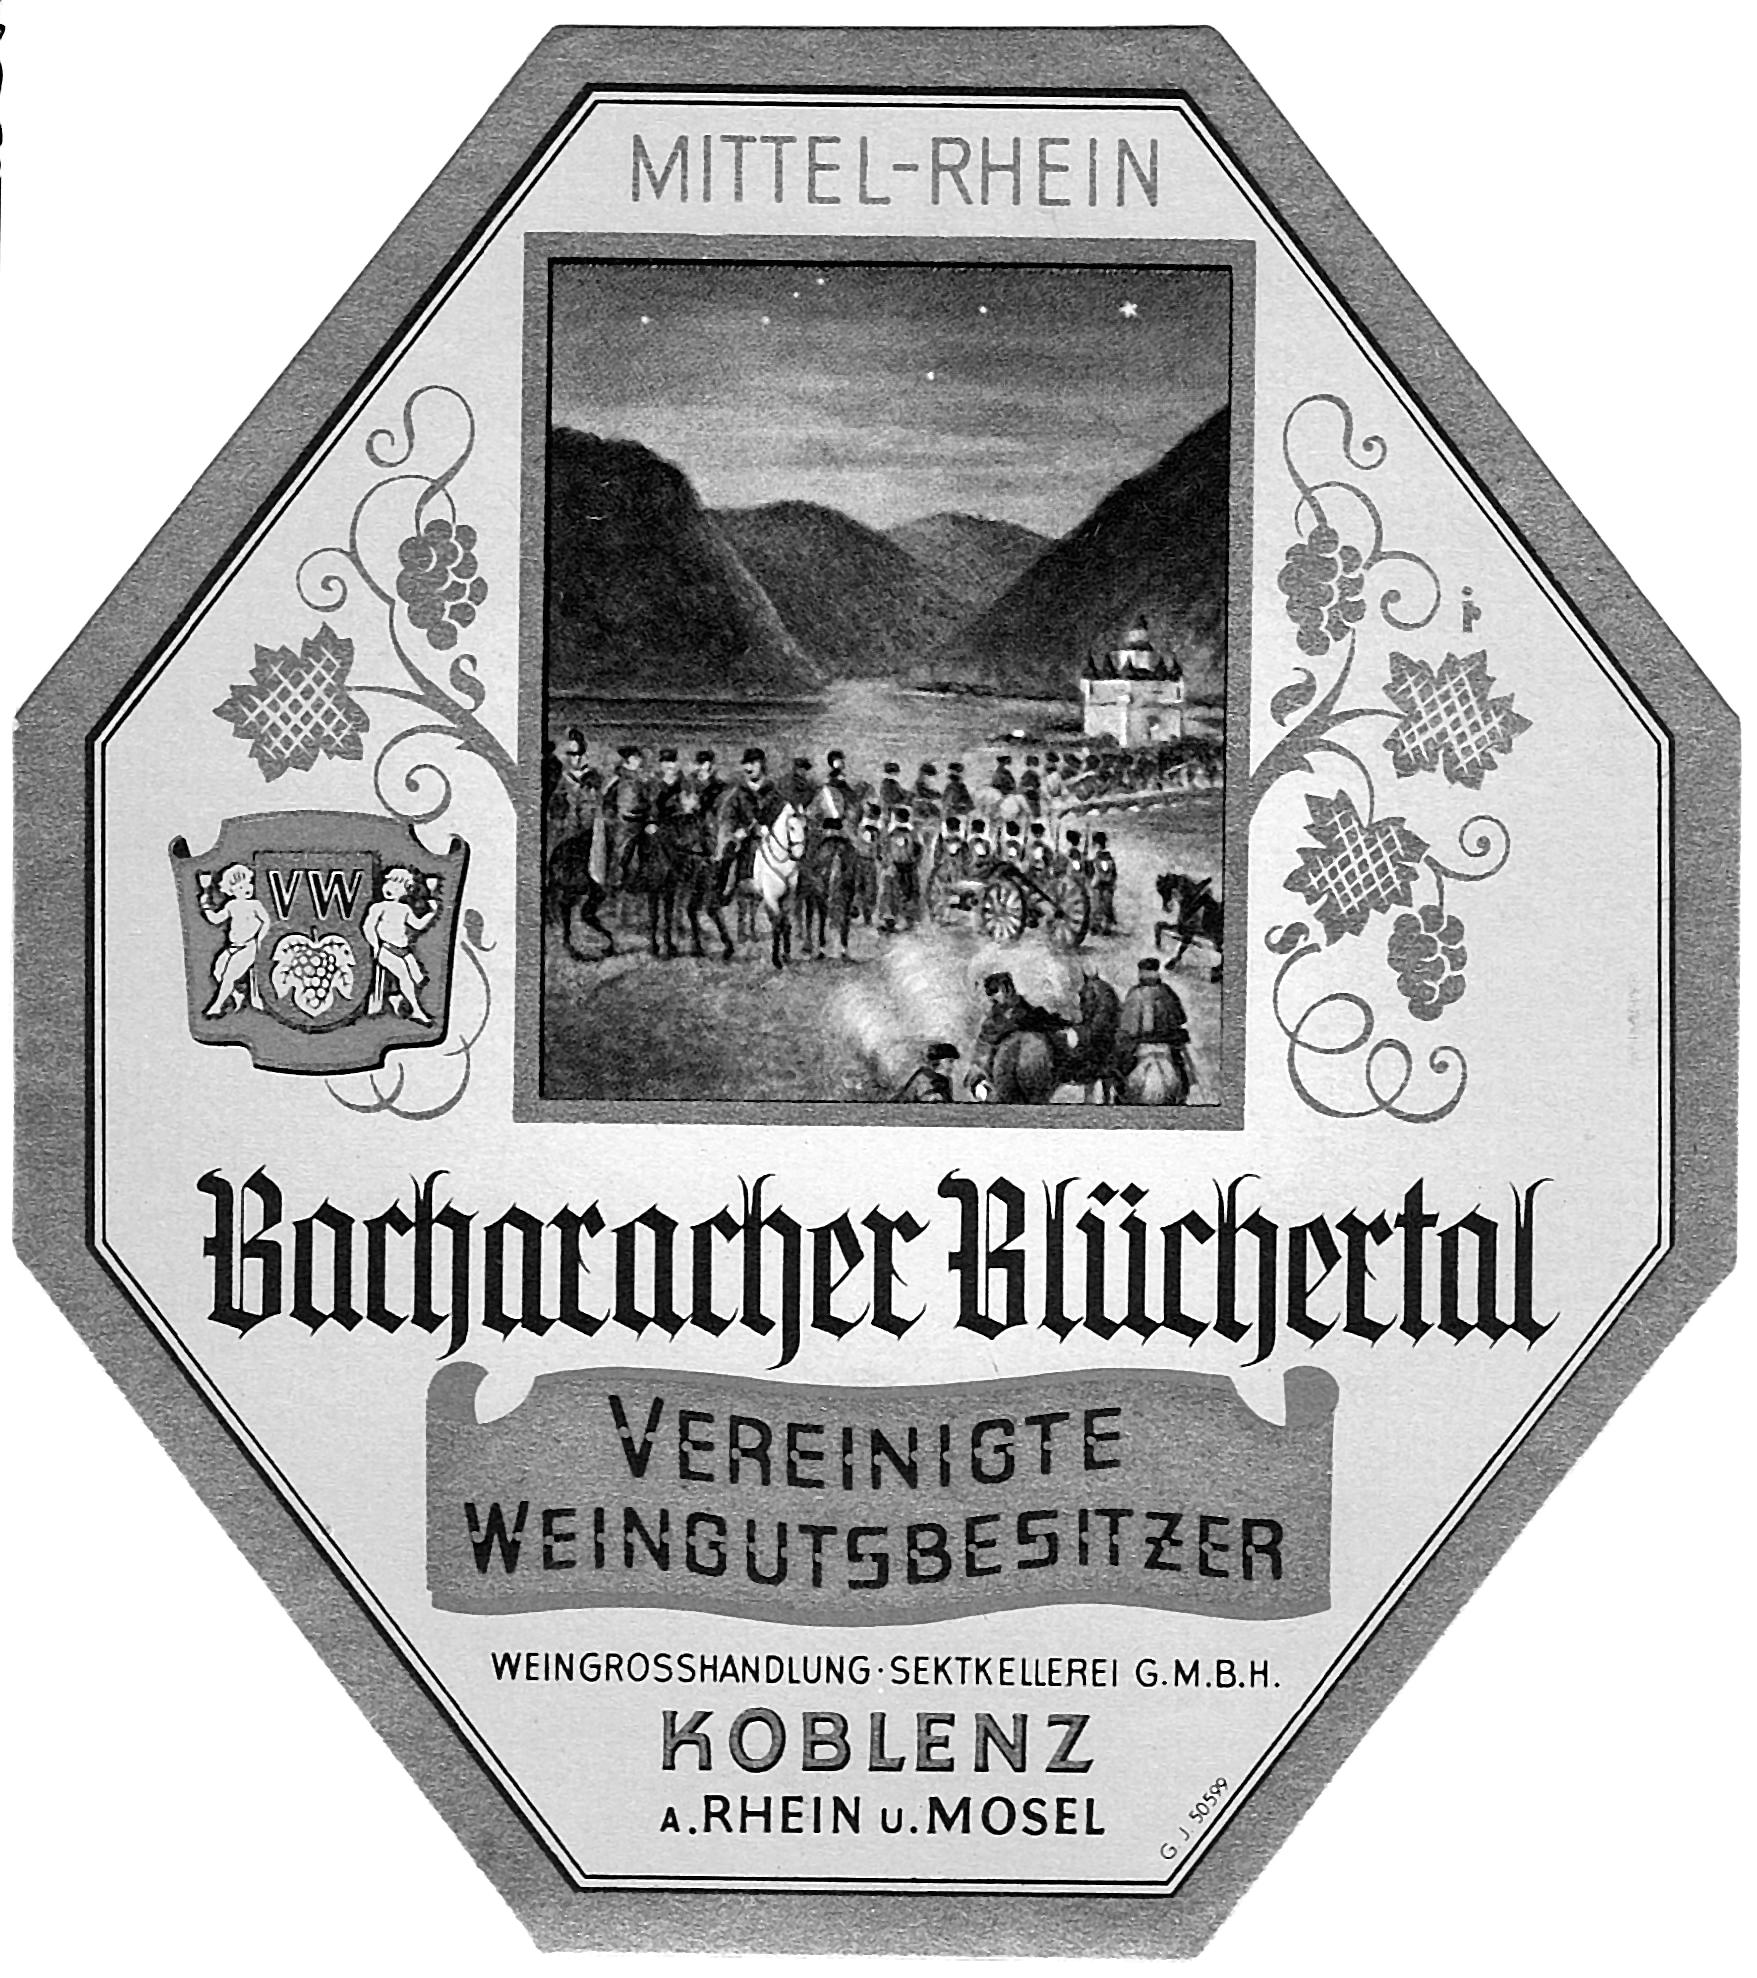 MITTEL-RHEIN
VW
Bacharacher Blüchertal
VEREINIGTE
WEINGUTSBESITZER
WEINGROSSHANDLUNG·SEKTKELLEREI G.M.B.H.
KOBLENZ
A.RHEIN U.MOSEL
G.J. 50599